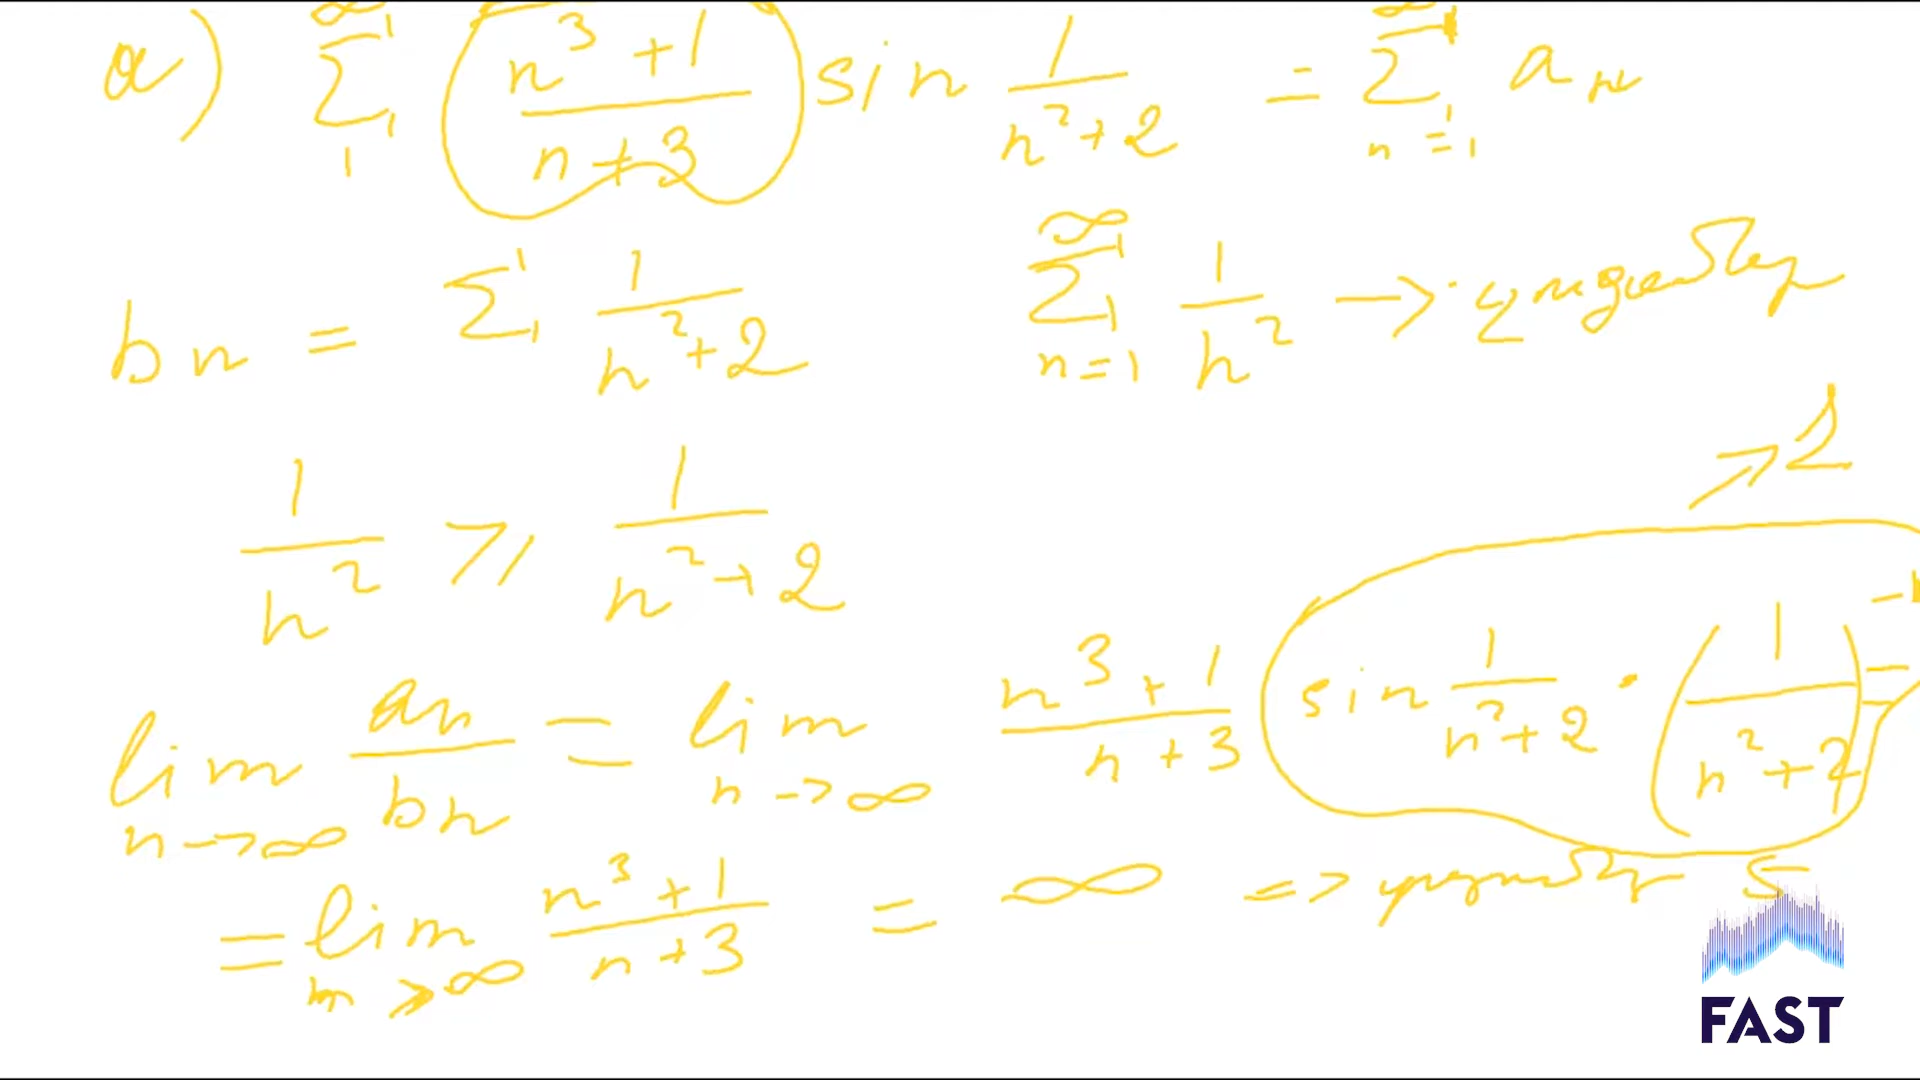 a) ∞ ∑ 1 n³+1 / n+3 sin 1 / n²+2 = ∞ ∑ n=1 aₙ
bₙ = ∑ 1 / n²+2 ∞ ∑ n=1 1 / n² →
1 / n² ⩾ 1 / n²+2
lim n→∞ aₙ / bₙ = lim n→∞ n³+1 / n+3 sin 1 / n²+2 · ( 1 / n²+2 )
= lim n→∞ n³+1 / n+3 = ∞ =>
FAST